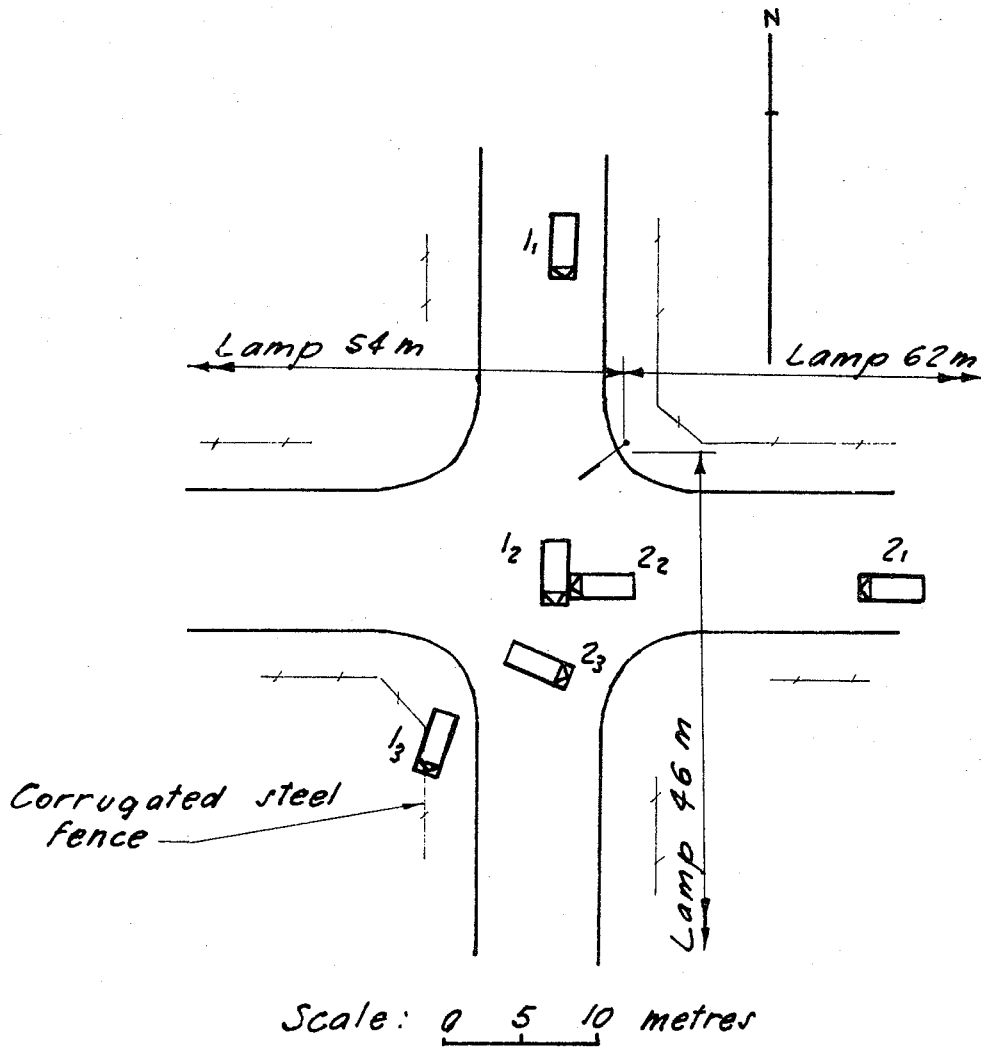 N
1₁
Lamp 54 m
Lamp 62 m
1₂
2₂
2₁
2₃
1₃
Lamp 46 m
Corrugated steel
fence
Scale: 0 5 10 metres